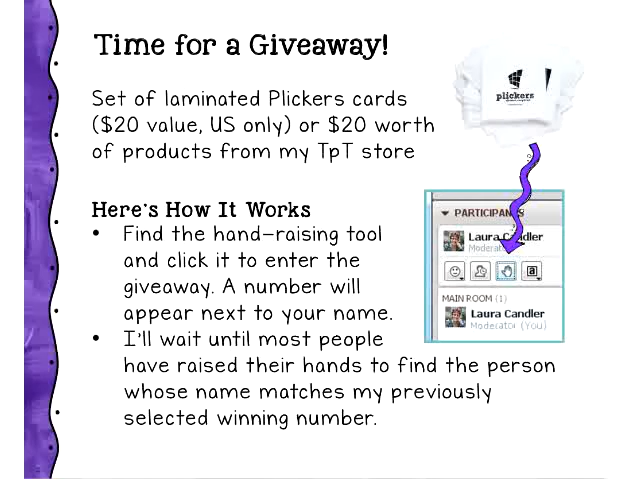 Time for a Giveaway!
Set of laminated Plickers cards
($20 value, US only) or $20 worth
of products from my TpT store
plickers
Here's How It Works
• Find the hand-raising tool
and click it to enter the
giveaway. A number will
appear next to your name.
• I'll wait until most people
have raised their hands to find the person
whose name matches my previously
selected winning number.
PARTICIPANTS
Laura Candler
Moderator
MAIN ROOM (1)
Laura Candler
Moderator (You)